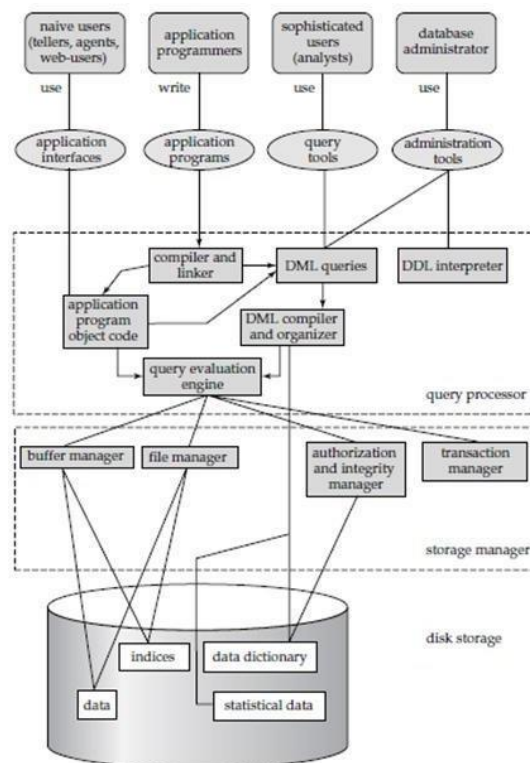 naive users
(tellers, agents,
web-users)
application
programmers
sophisticated
users
(analysts)
database
administrator
use
write
use
use
application
interfaces
application
programs
query
tools
administration
tools
compiler and
linker
DML queries
DDL interpreter
application
program
object code
DML compiler
and organizer
query evaluation
engine
query processor
buffer manager
file manager
authorization
and integrity
manager
transaction
manager
storage manager
disk storage
indices
data dictionary
data
statistical data